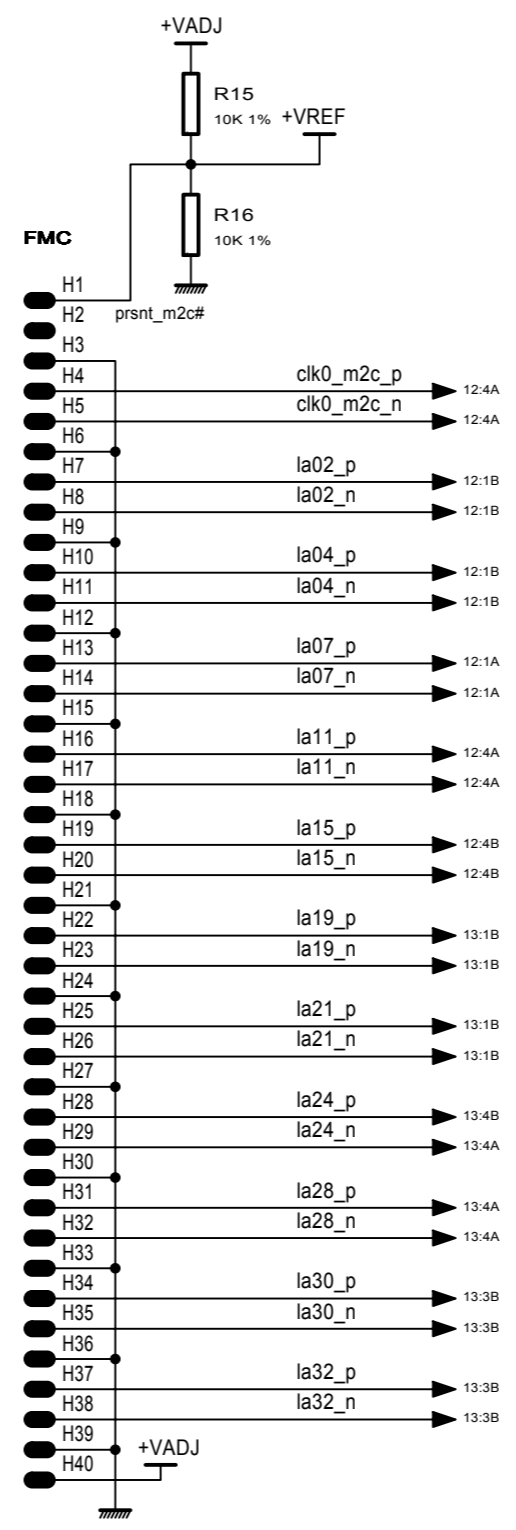 +VADJ
R15
10K 1%
+VREF
R16
10K 1%
FMC
H1
H2
prsnt_m2c#
H3
H4 clk0_m2c_p 12:4A
H5 clk0_m2c_n 12:4A
H6
H7 la02_p 12:1B
H8 la02_n 12:1B
H9
H10 la04_p 12:1B
H11 la04_n 12:1B
H12
H13 la07_p 12:1A
H14 la07_n 12:1A
H15
H16 la11_p 12:4A
H17 la11_n 12:4A
H18
H19 la15_p 12:4B
H20 la15_n 12:4B
H21
H22 la19_p 13:1B
H23 la19_n 13:1B
H24
H25 la21_p 13:1B
H26 la21_n 13:1B
H27
H28 la24_p 13:4B
H29 la24_n 13:4A
H30
H31 la28_p 13:4A
H32 la28_n 13:4A
H33
H34 la30_p 13:3B
H35 la30_n 13:3B
H36
H37 la32_p 13:3B
H38 la32_n 13:3B
H39
+VADJ
H40